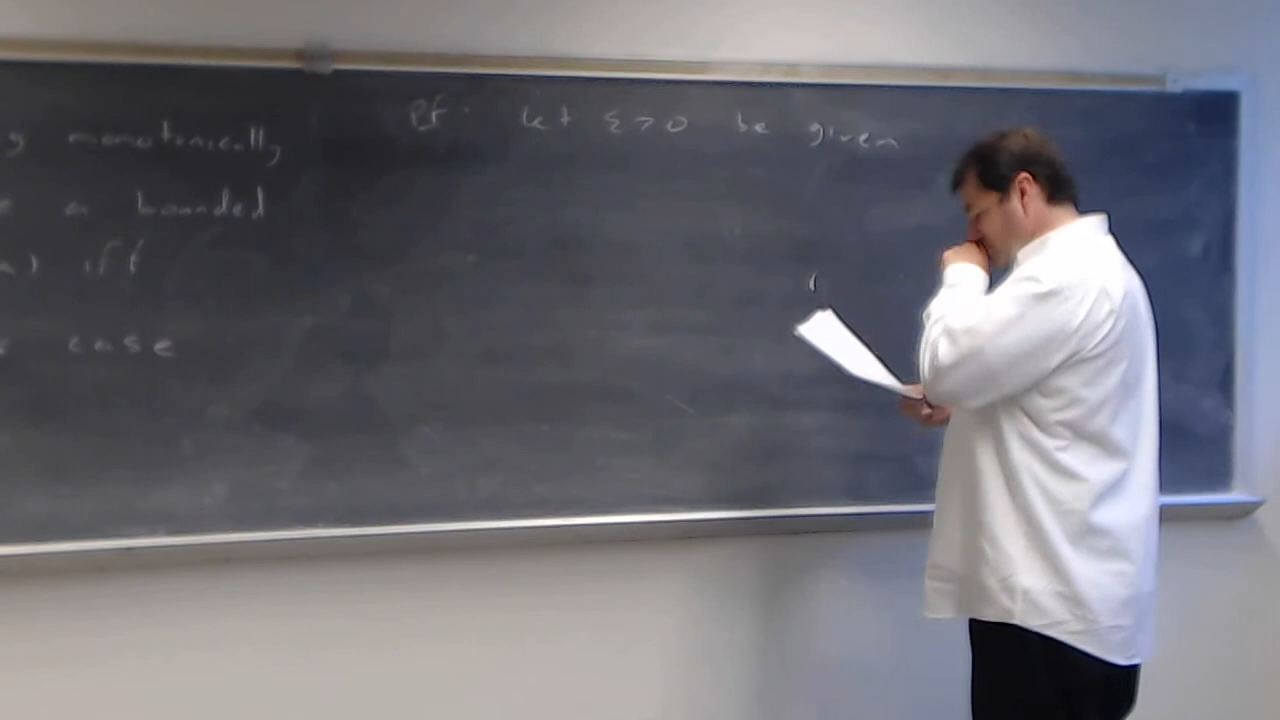 monotonically,
a bounded
) iff
case
Pf: let ε > 0 be given